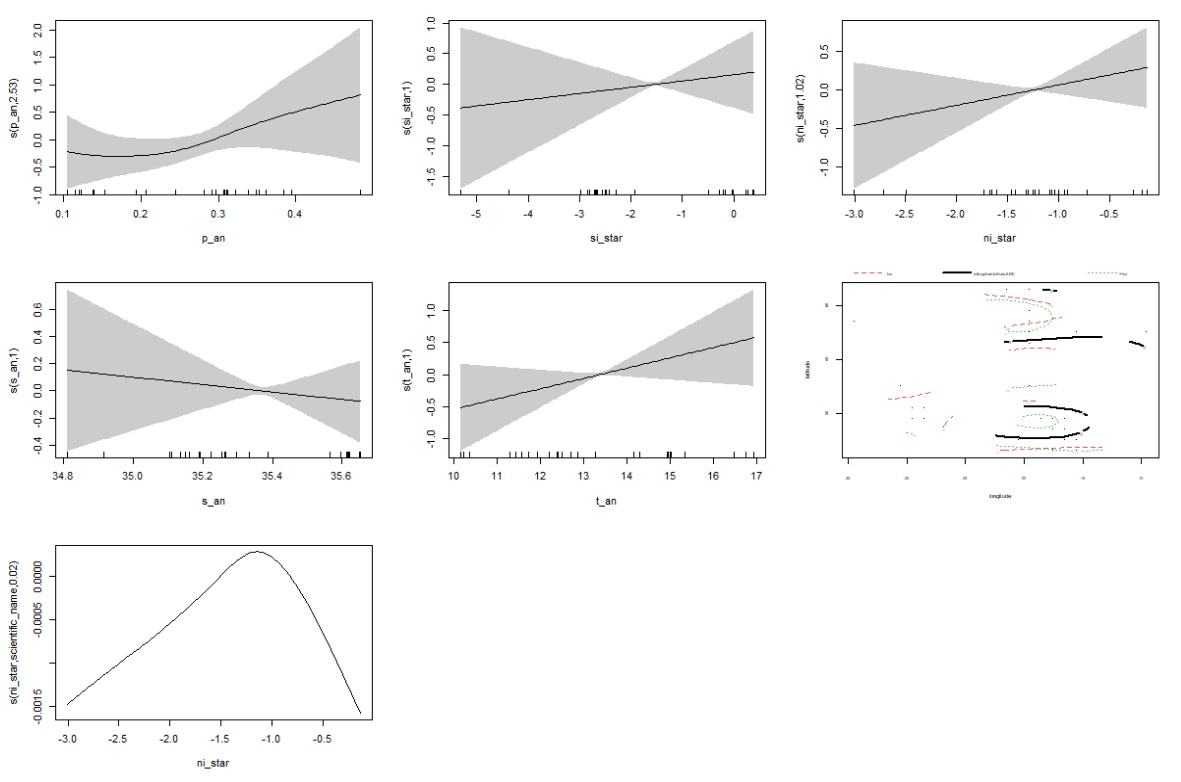 s(p_an,2.53)
2.0
1.5
1.0
0.5
0.0
-0.5
-1.0
0.1 0.2 0.3 0.4
p_an
s(si_star,1)
1.0
0.5
0.0
-0.5
-1.0
-1.5
-5 -4 -3 -2 -1 0
si_star
s(ni_star,1.02)
0.5
0.0
-0.5
-1.0
-3.0 -2.5 -2.0 -1.5 -1.0 -0.5
ni_star
s(s_an,1)
0.6
0.4
0.2
0.0
-0.2
-0.4
34.8 35.0 35.2 35.4 35.6
s_an
s(t_an,1)
1.0
0.5
0.0
-0.5
-1.0
10 11 12 13 14 15 16 17
t_an
latitude
longitude
s(ni_star,scientific_name,0.02)
0.0000
-0.0005
-0.0015
-3.0 -2.5 -2.0 -1.5 -1.0 -0.5
ni_star